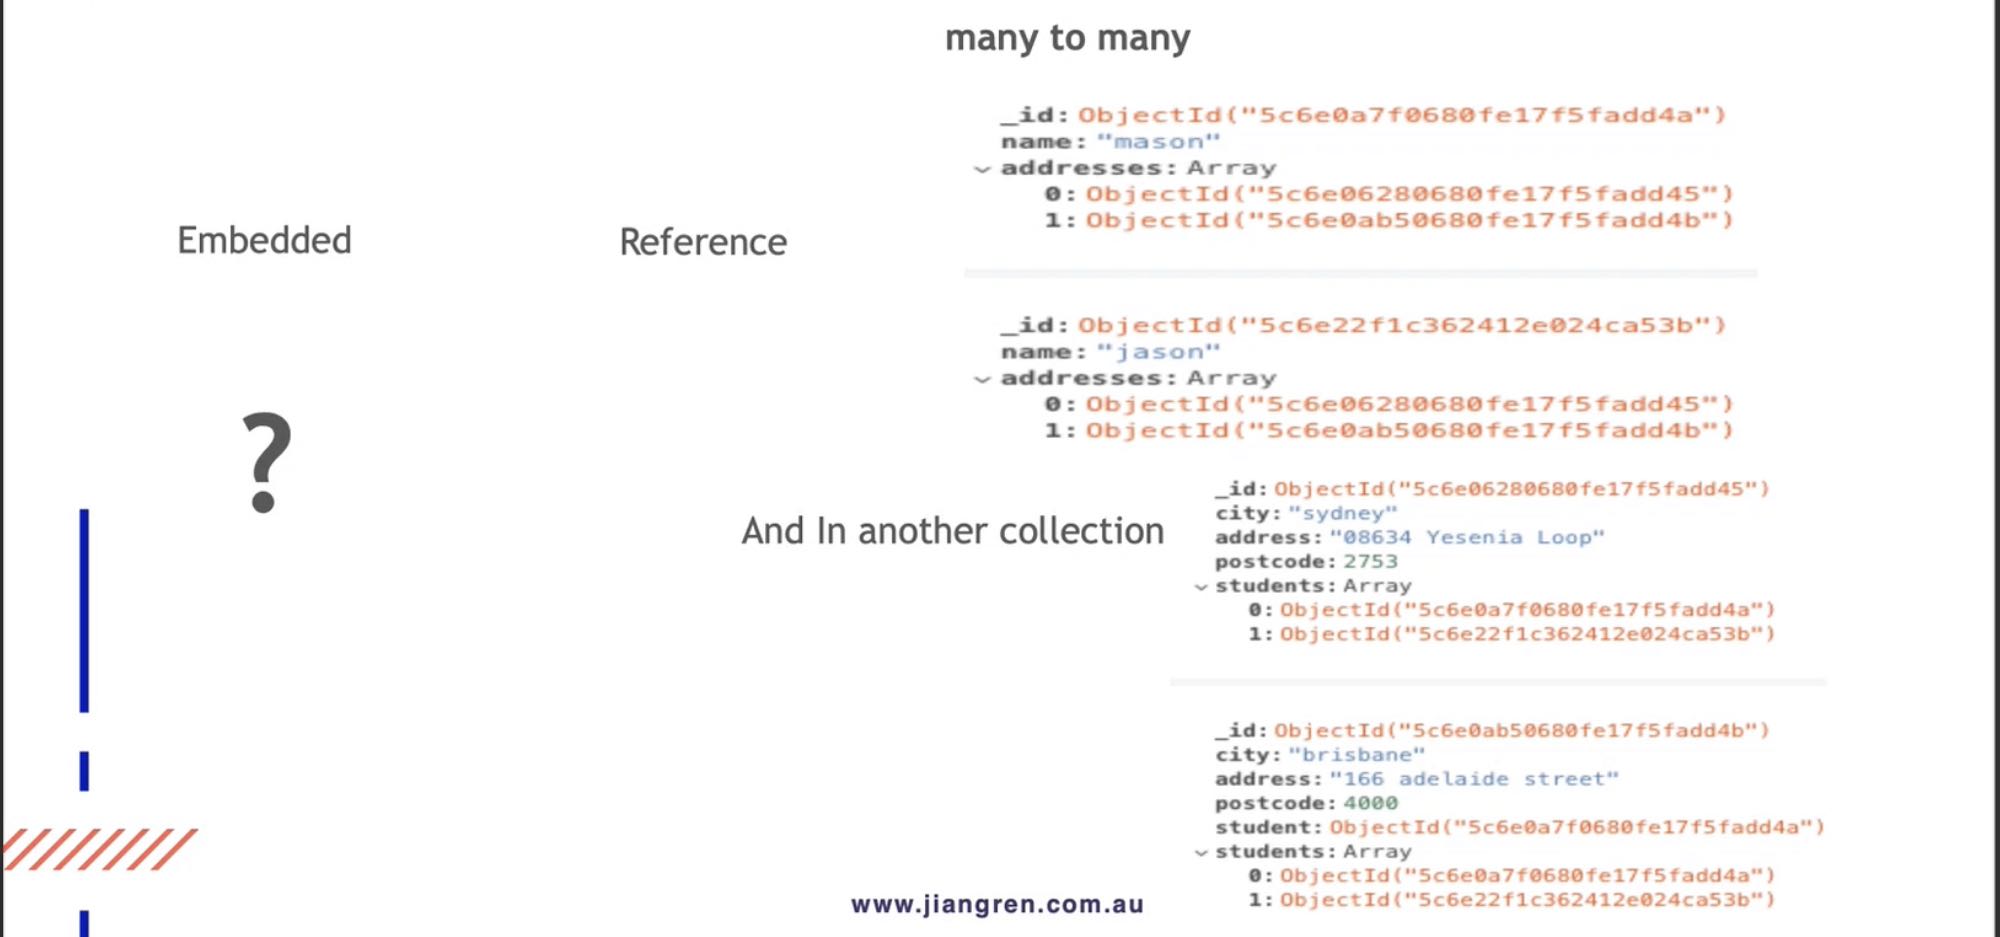 many to many
_id: ObjectId("5c6e0a7f0680fe17f5fadd4a")
name: "mason"
addresses: Array
0: ObjectId("5c6e06280680fe17f5fadd45")
1: ObjectId("5c6e0ab50680fe17f5fadd4b")
Embedded
Reference
_id: ObjectId("5c6e22f1c362412e024ca53b")
name: "jason"
addresses: Array
0: ObjectId("5c6e06280680fe17f5fadd45")
1: ObjectId("5c6e0ab50680fe17f5fadd4b")
?
And In another collection
_id: ObjectId("5c6e06280680fe17f5fadd45")
city: "sydney"
address: "08634 Yesenia Loop"
postcode: 2753
students: Array
0: ObjectId("5c6e0a7f0680fe17f5fadd4a")
1: ObjectId("5c6e22f1c362412e024ca53b")
_id: ObjectId("5c6e0ab50680fe17f5fadd4b")
city: "brisbane"
address: "166 adelaide street"
postcode: 4000
student: ObjectId("5c6e0a7f0680fe17f5fadd4a")
students: Array
0: ObjectId("5c6e0a7f0680fe17f5fadd4a")
1: ObjectId("5c6e22f1c362412e024ca53b")
www.jiangren.com.au